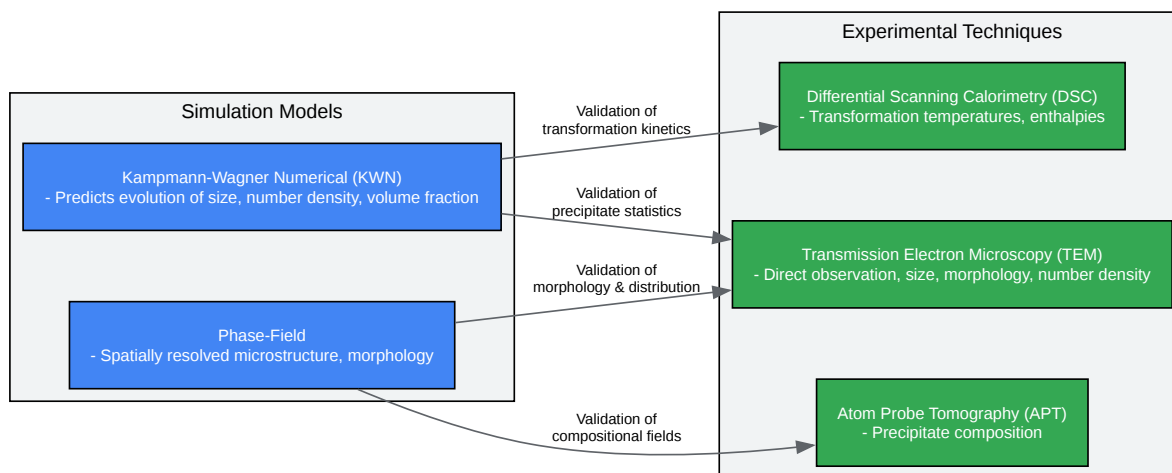 Simulation Models
Kampmann-Wagner Numerical (KWN)
- Predicts evolution of size, number density, volume fraction
Phase-Field
- Spatially resolved microstructure, morphology
Validation of
transformation kinetics
Validation of
precipitate statistics
Validation of
morphology & distribution
Validation of
compositional fields
Experimental Techniques
Differential Scanning Calorimetry (DSC)
- Transformation temperatures, enthalpies
Transmission Electron Microscopy (TEM)
- Direct observation, size, morphology, number density
Atom Probe Tomography (APT)
- Precipitate composition